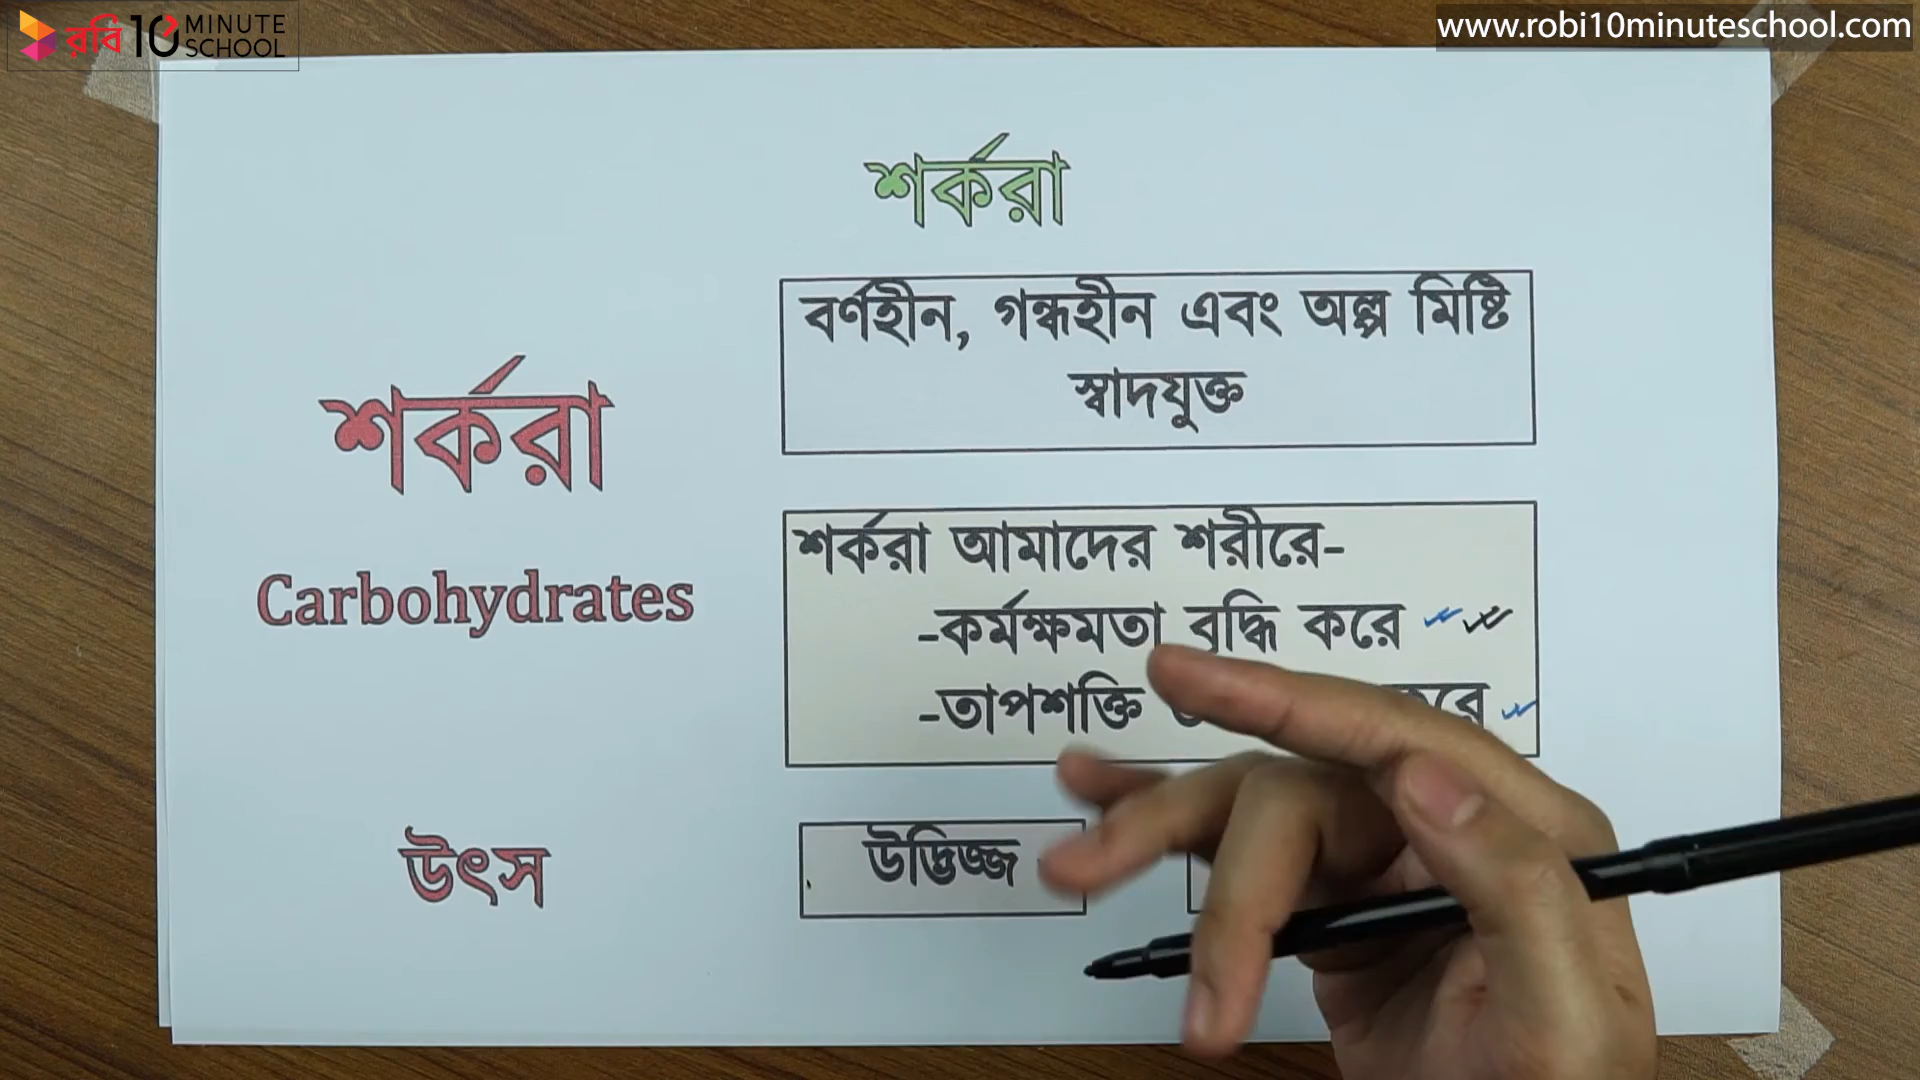 রবি 10 MINUTE SCHOOL
www.robi10minuteschool.com
শর্করা
বর্ণহীন, গন্ধহীন এবং অল্প মিষ্টি
স্বাদযুক্ত
শর্করা
Carbohydrates
শর্করা আমাদের শরীরে-
-কর্মক্ষমতা বৃদ্ধি করে
-তাপশক্তি
উৎস
উদ্ভিজ্জ